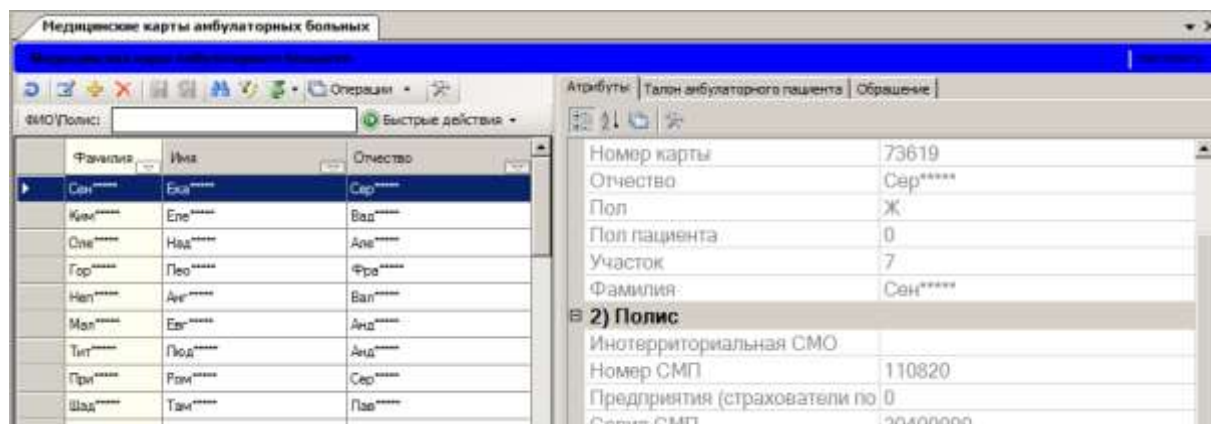 Медицинские карты амбулаторных больных
Операции
ФИО\Полис:
Быстрые действия
Фамилия Имя Отчество
Сен***** Ека***** Сер*****
Ким***** Еле***** Вад*****
Оле***** Над***** Але*****
Гор***** Лео***** Фра*****
Неп***** Анг***** Вал*****
Мал***** Евг***** Анд*****
Тит***** Люд***** Анд*****
При***** Ром***** Сер*****
Шад***** Там***** Пав*****
Атрибуты Талон амбулаторного пациента Обращение
Номер карты 73619
Отчество Сер*****
Пол Ж
Пол пациента 0
Участок 7
Фамилия Сен*****
2) Полис
Инотерриториальная СМО
Номер СМП 110820
Предприятия (страхователи по 0
Серия СМП